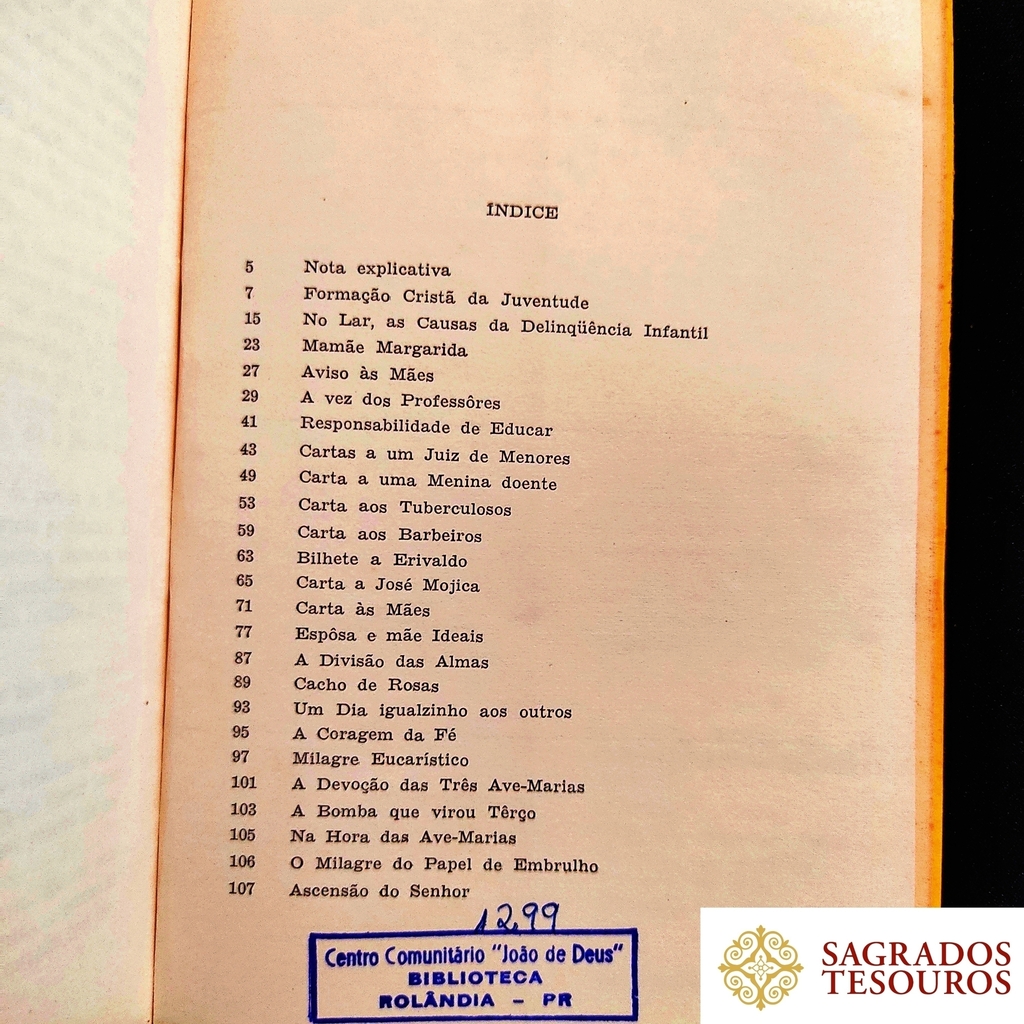 ÍNDICE
5 Nota explicativa
7 Formação Cristã da Juventude
15 No Lar, as Causas da Delinqüência Infantil
23 Mamãe Margarida
27 Aviso às Mães
29 A vez dos Professôres
41 Responsabilidade de Educar
43 Cartas a um Juiz de Menores
49 Carta a uma Menina doente
53 Carta aos Tuberculosos
59 Carta aos Barbeiros
63 Bilhete a Erivaldo
65 Carta a José Mojica
71 Carta às Mães
77 Espôsa e mãe Ideais
87 A Divisão das Almas
89 Cacho de Rosas
93 Um Dia igualzinho aos outros
95 A Coragem da Fé
97 Milagre Eucarístico
101 A Devoção das Três Ave-Marias
103 A Bomba que virou Têrço
105 Na Hora das Ave-Marias
106 O Milagre do Papel de Embrulho
107 Ascensão do Senhor
12.99
Centro Comunitário "João de Deus"
BIBLIOTECA
ROLÂNDIA - PR
SAGRADOS
TESOUROS